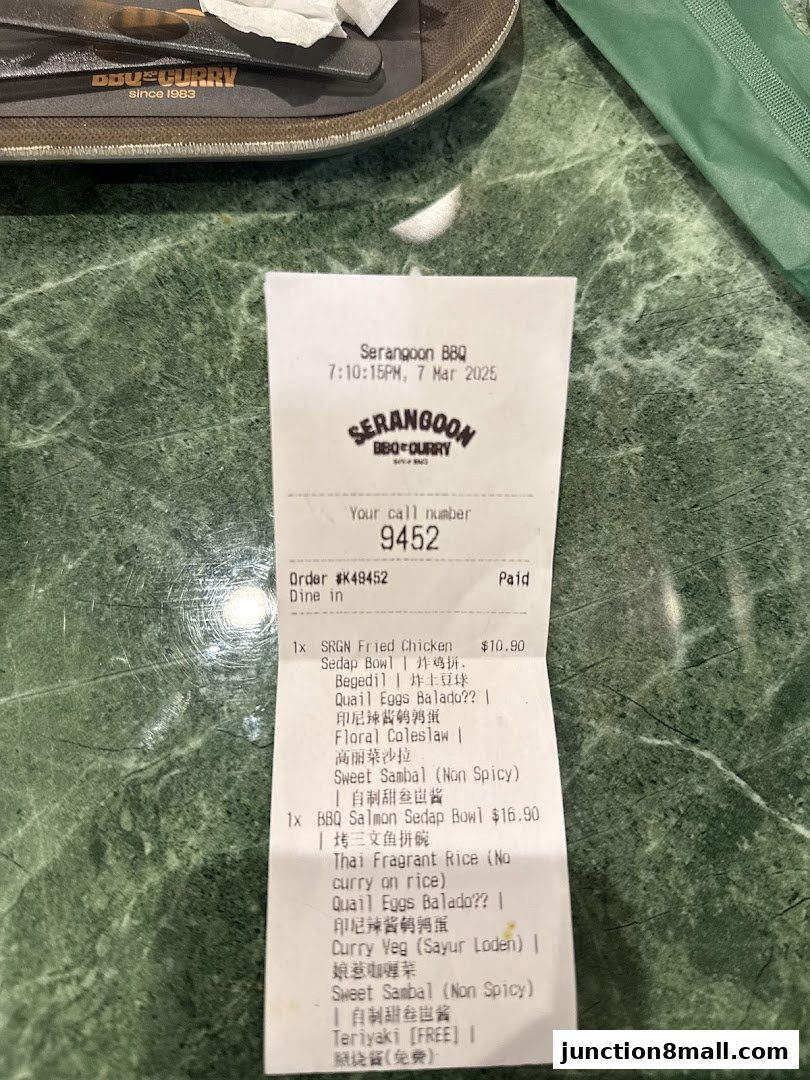 BBQ & CURRY
since 1983
Serangoon BBQ
7:10:15PM, 7 Mar 2025
SERANGOON
BBQ & CURRY
since 1983
Your call number
9452
Order #K49452 Paid
Dine in
1x SRGN Fried Chicken $10.90
Sedap Bowl | 炸鸡拼.
Begedil | 炸土豆球
Quail Eggs Balado?? |
印尼辣酱鹌鹑蛋
Floral Coleslaw |
高丽菜沙拉
Sweet Sambal (Non Spicy)
| 自制甜叁峇酱
1x BBQ Salmon Sedap Bowl $16.90
| 烤三文鱼拼碗
Thai Fragrant Rice (No
curry on rice)
Quail Eggs Balado?? |
印尼辣酱鹌鹑蛋
Curry Veg (Sayur Loden) |
娘惹咖喱菜
Sweet Sambal (Non Spicy)
| 自制甜叁峇酱
Teriyaki [FREE] |
照烧酱(免费)
junction8mall.com